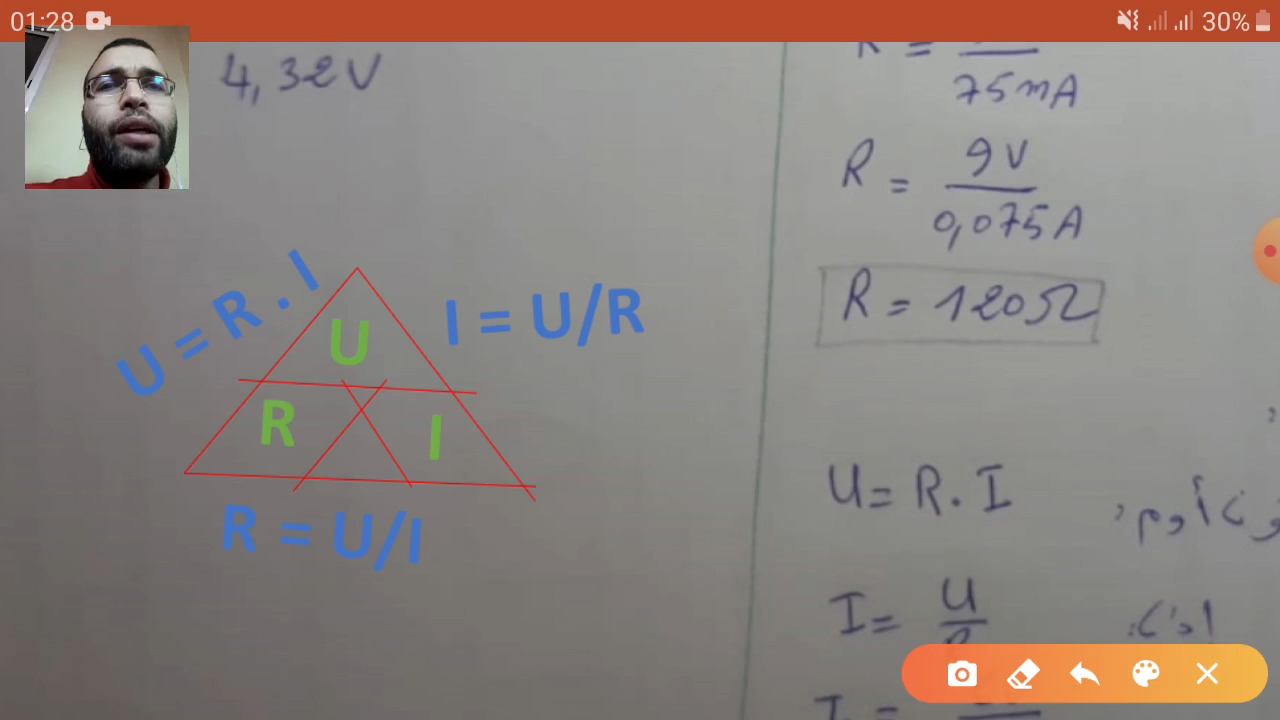 01:28
30%
4,32V
75mA
R = 9V
0,075A
R = 120Ω
U = R . I
I = U/R
U
R
I
R = U/I
U = R . I
I = U